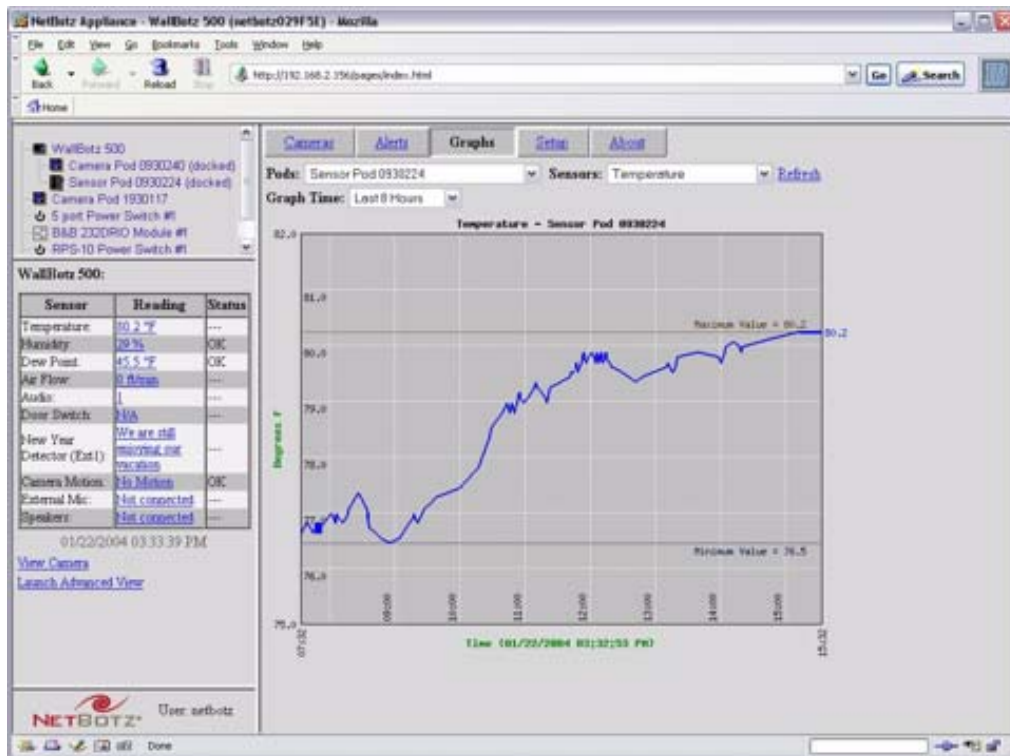 NetBotz Appliance - WallBotz 500 (netbotz029F5E) - Mozilla
File Edit View Go Bookmarks Tools Window Help
Back Forward Reload Stop http://192.168.2.156/pages/index.html Go Search
Home
WallBotz 500
Camera Pod 0930240 (docked)
Sensor Pod 0930224 (docked)
Camera Pod 1930117
5 port Power Switch #1
B&B 232DRIO Module #1
RPS-10 Power Switch #1
WallBotz 500:
Sensor Reading Status
Temperature: 80.2 °F ---
Humidity: 29 % OK
Dew Point: 45.5 °F OK
Air Flow: 0 ft/min ---
Audio: 1 ---
Door Switch: N/A ---
New Year Detector (Ext1): We are still enjoying our vacation ---
Camera Motion: No Motion OK
External Mic: Not connected ---
Speakers: Not connected ---
01/22/2004 03:33:39 PM
View Camera
Launch Advanced View
NETBOTZ
User: netbotz
Cameras Alerts Graphs Setup About
Pods: Sensor Pod 0930224 Sensors: Temperature Refresh
Graph Time: Last 8 Hours
Temperature - Sensor Pod 0930224
82.0
81.0
Maximum Value = 80.2
80.2
80.0
79.0
Degrees F
78.0
77.0
Minimum Value = 76.5
76.0
75.0
07:32 09:00 10:00 11:00 12:00 13:00 14:00 15:00 15:32
Time (01/22/2004 03:32:53 PM)
Done